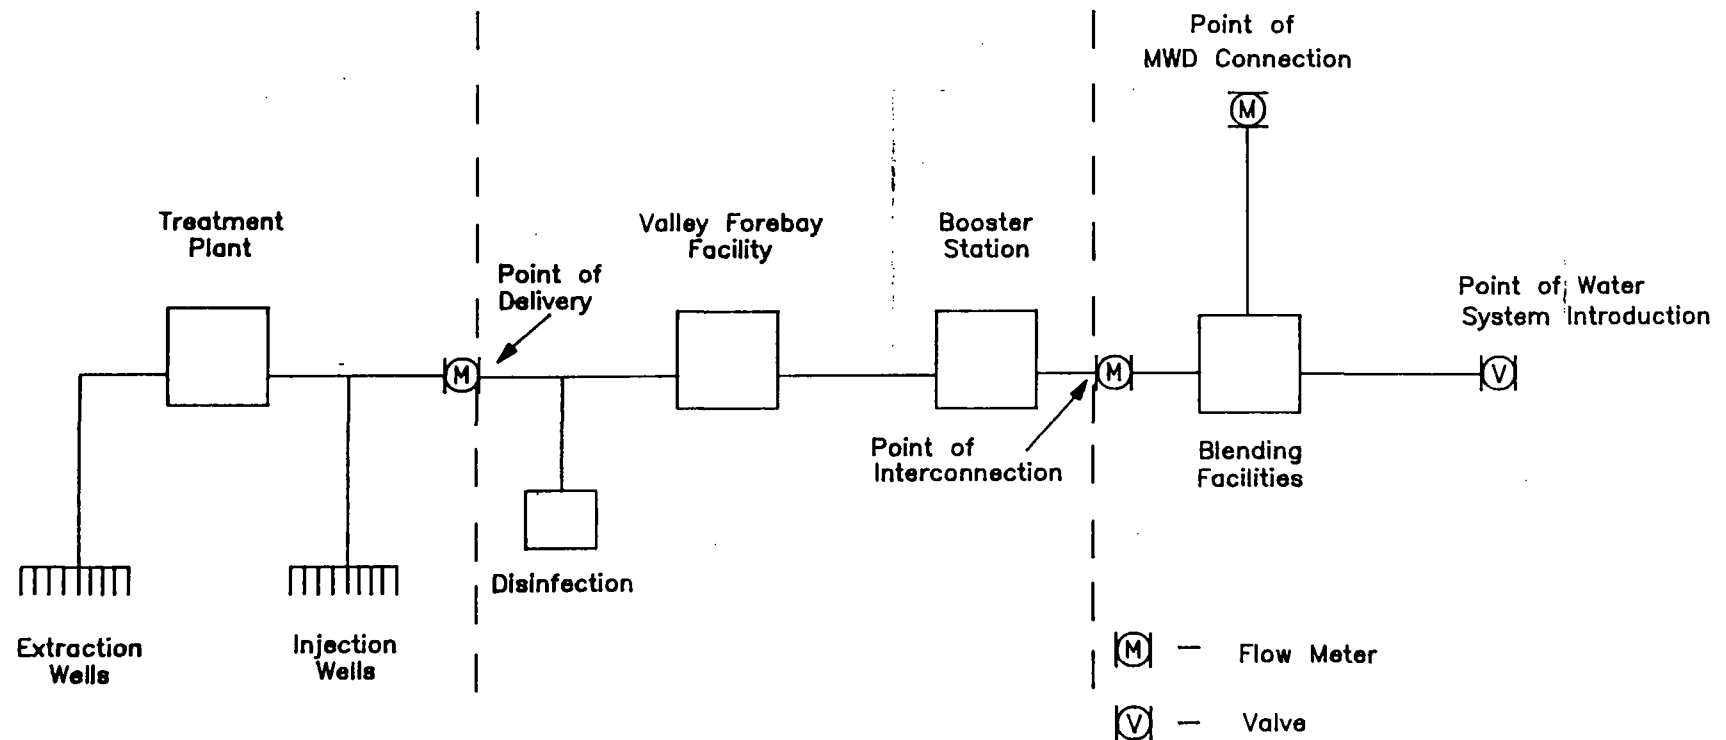 Point of
MWD Connection
M
Treatment
Plant
Valley Forebay
Facility
Booster
Station
Point of
Delivery
Point of Water
System Introduction
M
M
V
Point of
Interconnection
Blending
Facilities
Disinfection
Extraction
Wells
Injection
Wells
M — Flow Meter
V — Valve